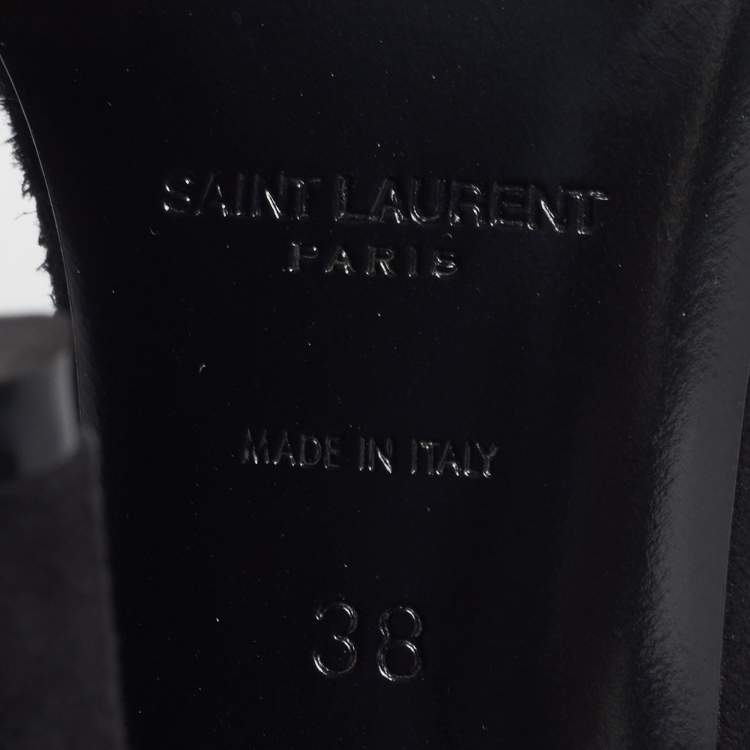 SAINT LAURENT
PARIS
MADE IN ITALY
38